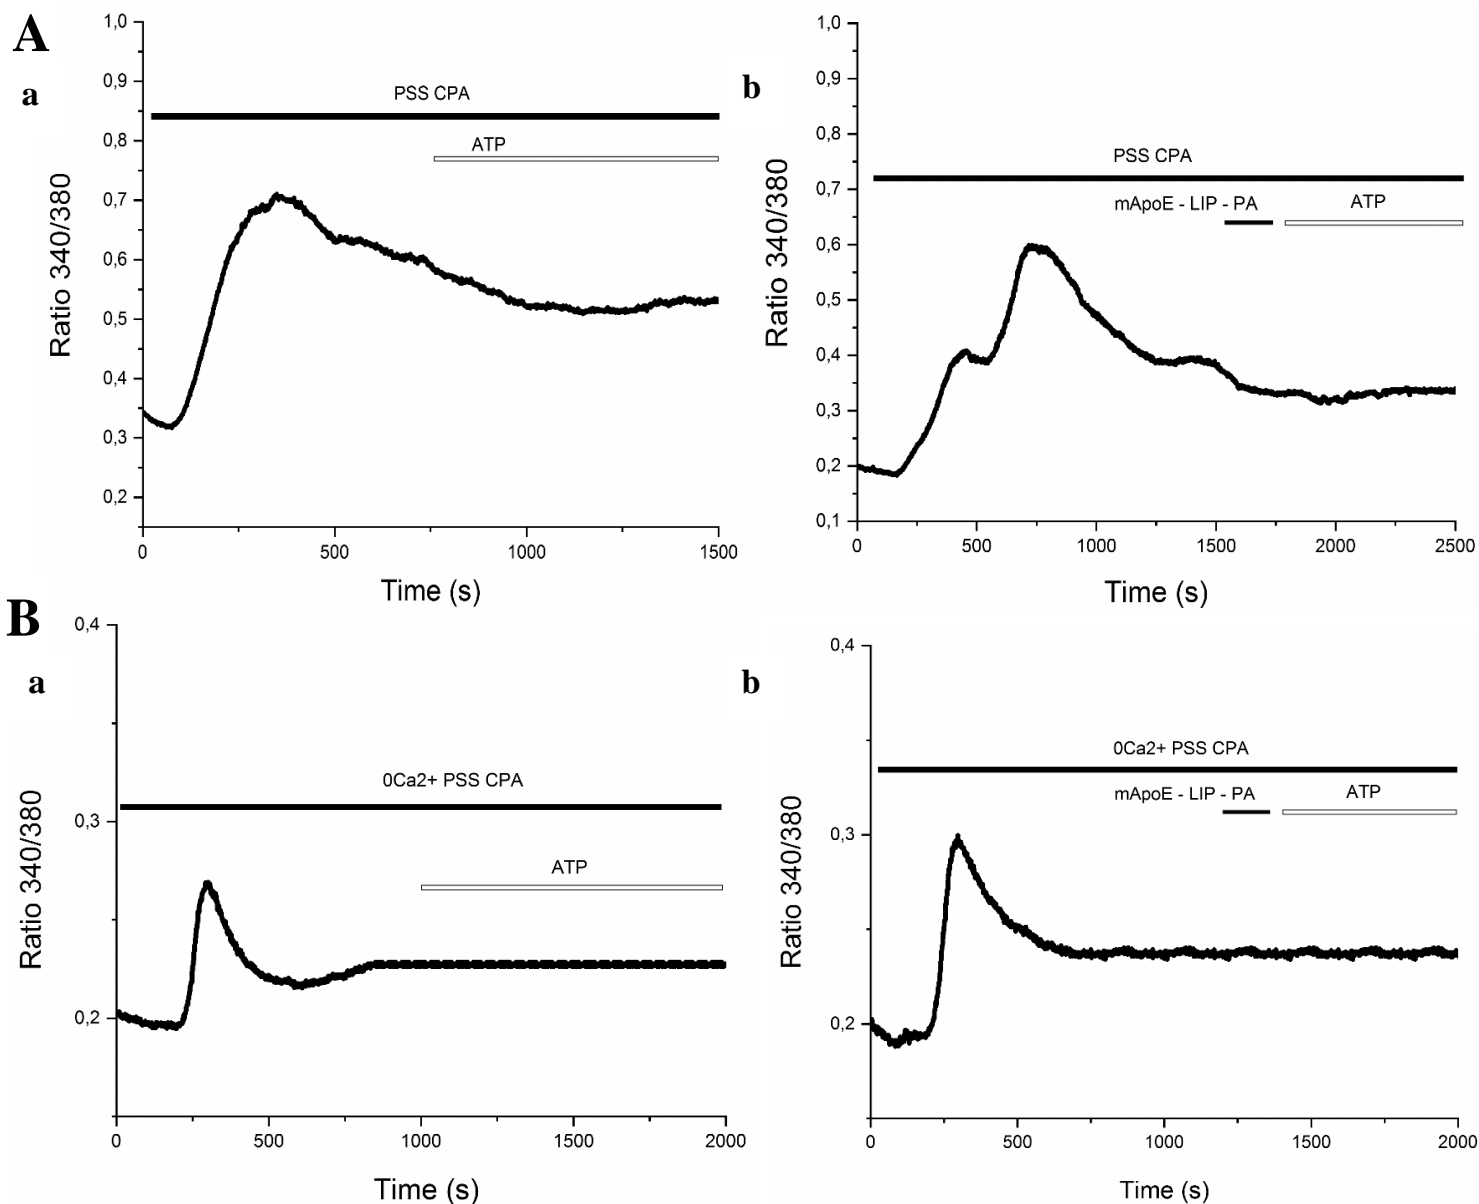 A
a
1,0
0,9
0,8
0,7
0,6
0,5
0,4
0,3
0,2
Ratio 340/380
PSS CPA
ATP
0
500
1000
1500
Time (s)
b
1,0
0,9
0,8
0,7
0,6
0,5
0,4
0,3
0,2
0,1
Ratio 340/380
PSS CPA
mApoE - LIP - PA
ATP
0
500
1000
1500
2000
2500
Time (s)
B
a
0,4
0,3
0,2
Ratio 340/380
0Ca2+ PSS CPA
ATP
0
500
1000
1500
2000
Time (s)
b
0,4
0,3
0,2
Ratio 340/380
0Ca2+ PSS CPA
mApoE - LIP - PA
ATP
0
500
1000
1500
2000
Time (s)